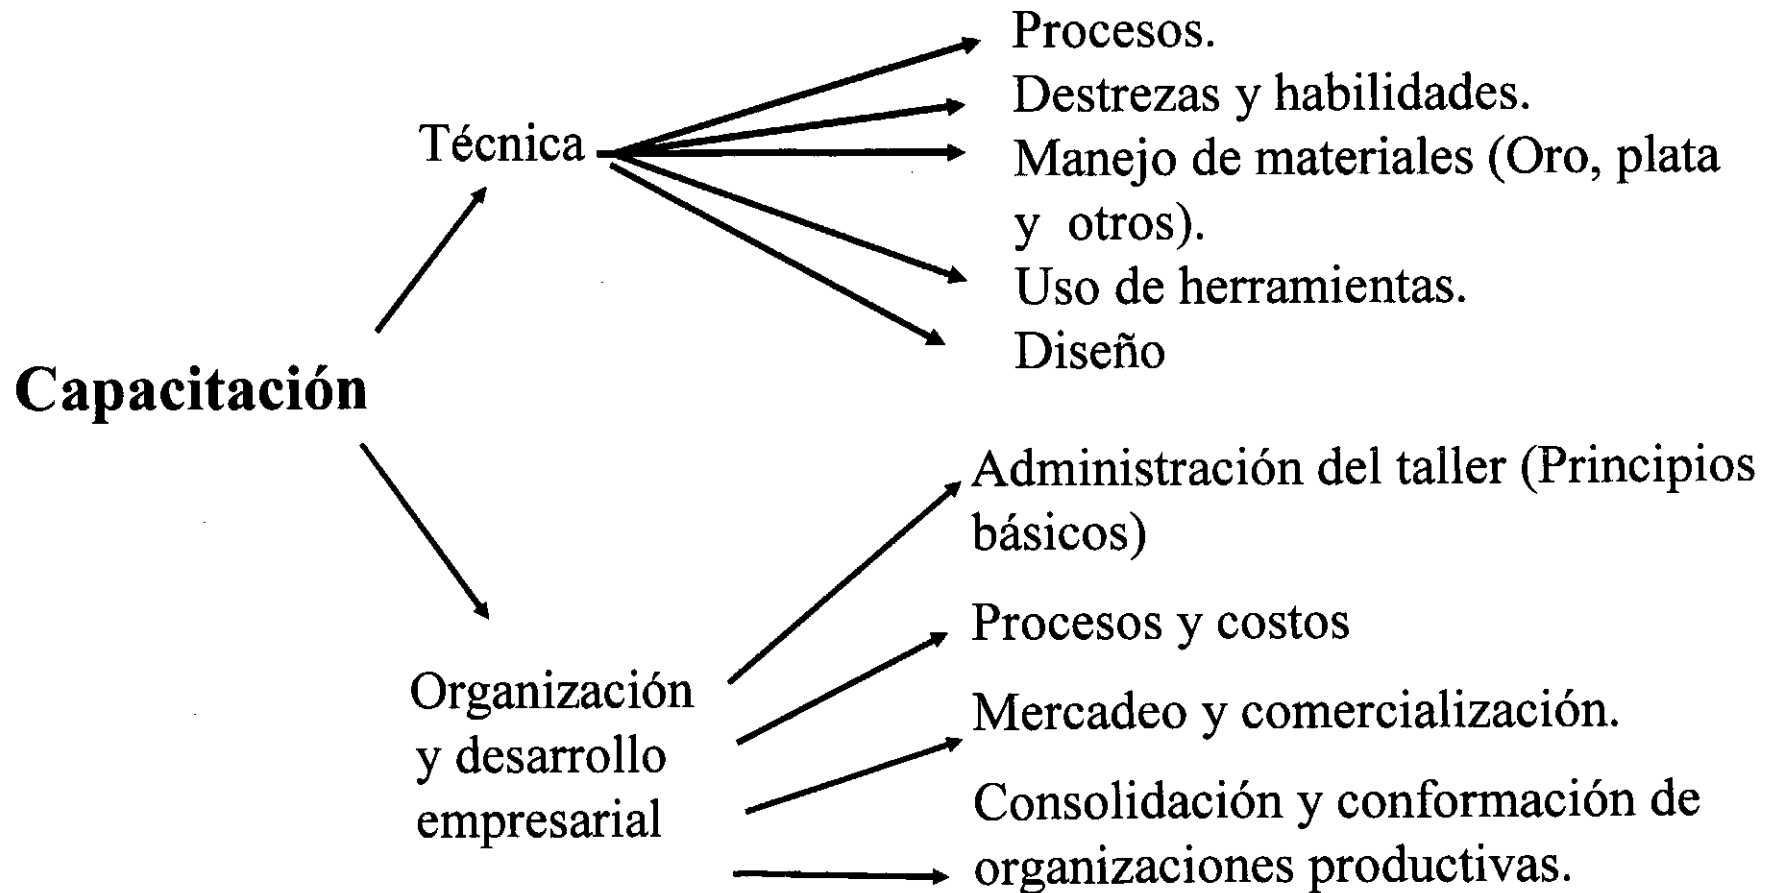 Procesos.
Destrezas y habilidades.
Técnica
Manejo de materiales (Oro, plata
y otros).
Uso de herramientas.
Diseño
Capacitación
Administración del taller (Principios
básicos)
Procesos y costos
Organización
y desarrollo
empresarial
Mercadeo y comercialización.
Consolidación y conformación de
organizaciones productivas.